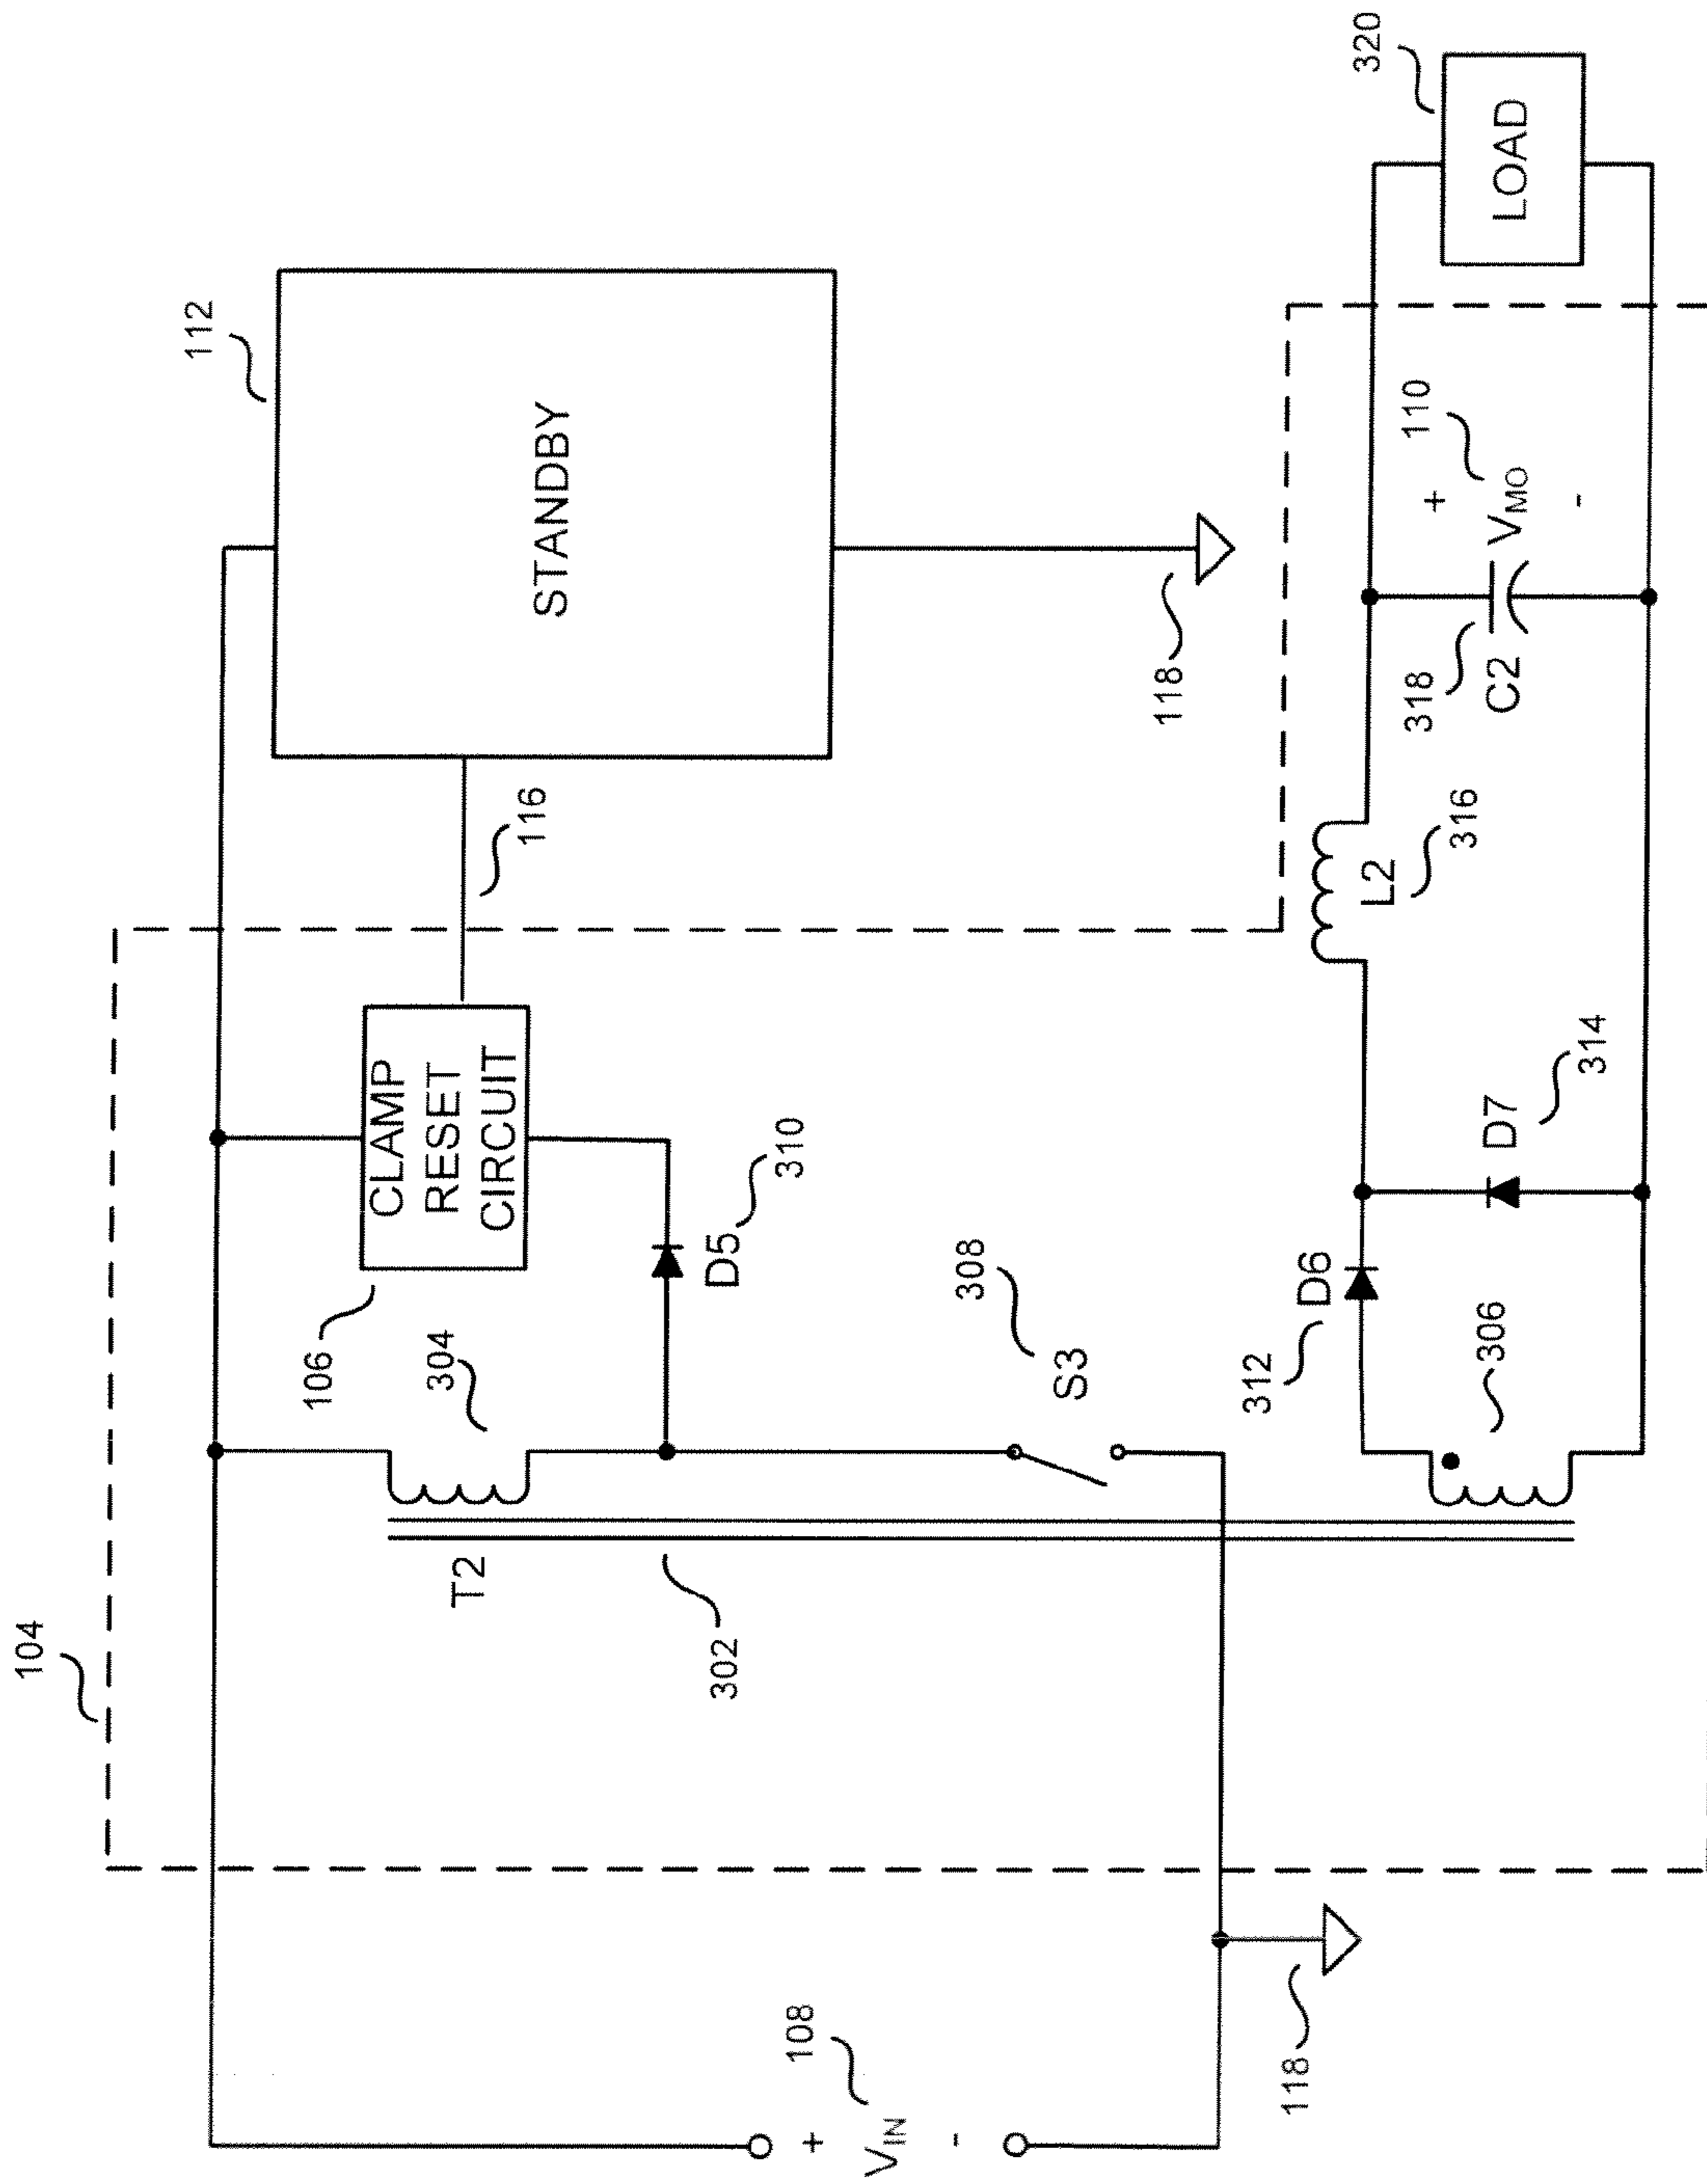 104
112
116
STANDBY
CLAMP
RESET
CIRCUIT
106
304
T2
302
D5
310
308
S3
108
+
VIN
-
118
118
D6
312
306
D7
314
L2
316
318
C2
+
VMO
-
110
320
LOAD